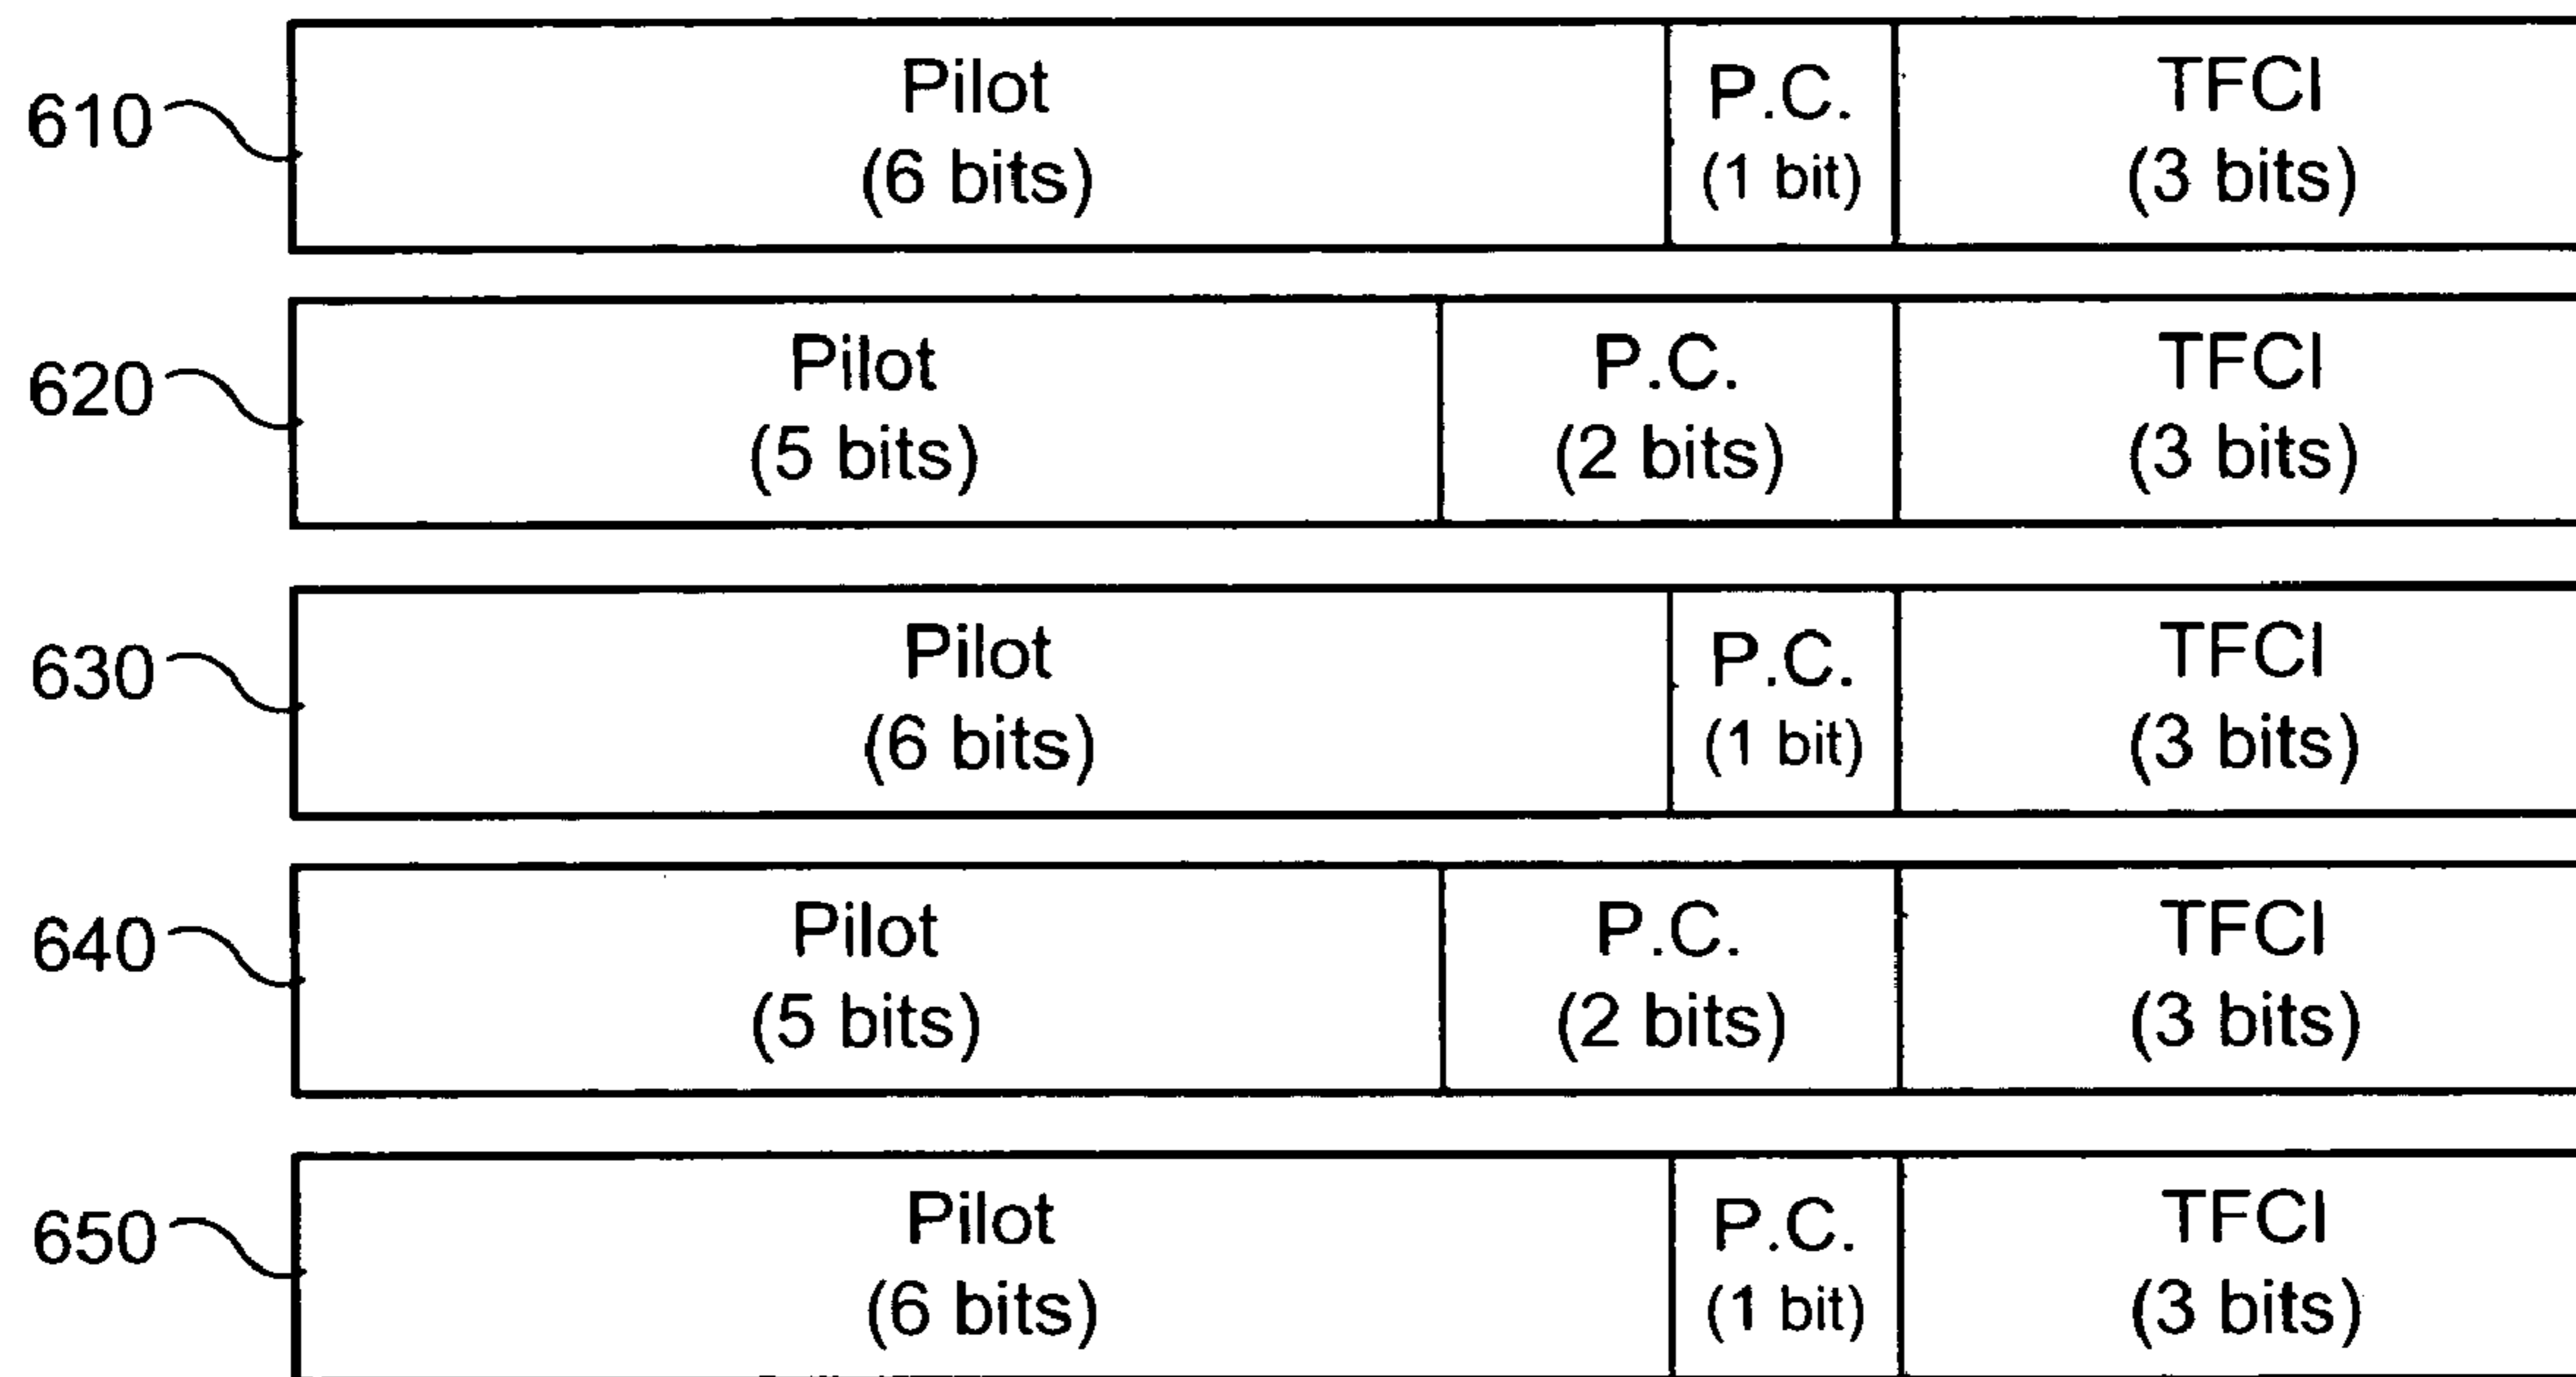 610
Pilot
(6 bits)
P.C.
(1 bit)
TFCI
(3 bits)
620
Pilot
(5 bits)
P.C.
(2 bits)
TFCI
(3 bits)
630
Pilot
(6 bits)
P.C.
(1 bit)
TFCI
(3 bits)
640
Pilot
(5 bits)
P.C.
(2 bits)
TFCI
(3 bits)
650
Pilot
(6 bits)
P.C.
(1 bit)
TFCI
(3 bits)